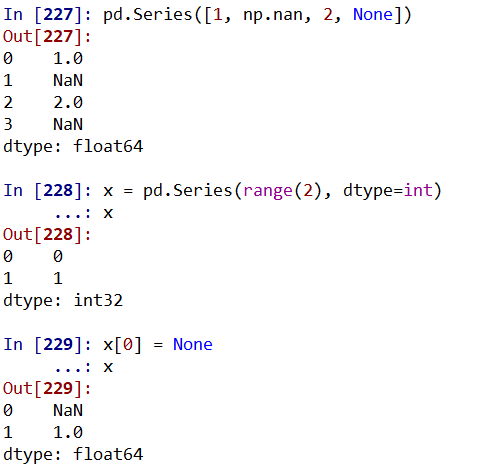 In [227]: pd.Series([1, np.nan, 2, None])
Out[227]:
0    1.0
1    NaN
2    2.0
3    NaN
dtype: float64
In [228]: x = pd.Series(range(2), dtype=int)
     ...: x
Out[228]:
0    0
1    1
dtype: int32
In [229]: x[0] = None
     ...: x
Out[229]:
0    NaN
1    1.0
dtype: float64